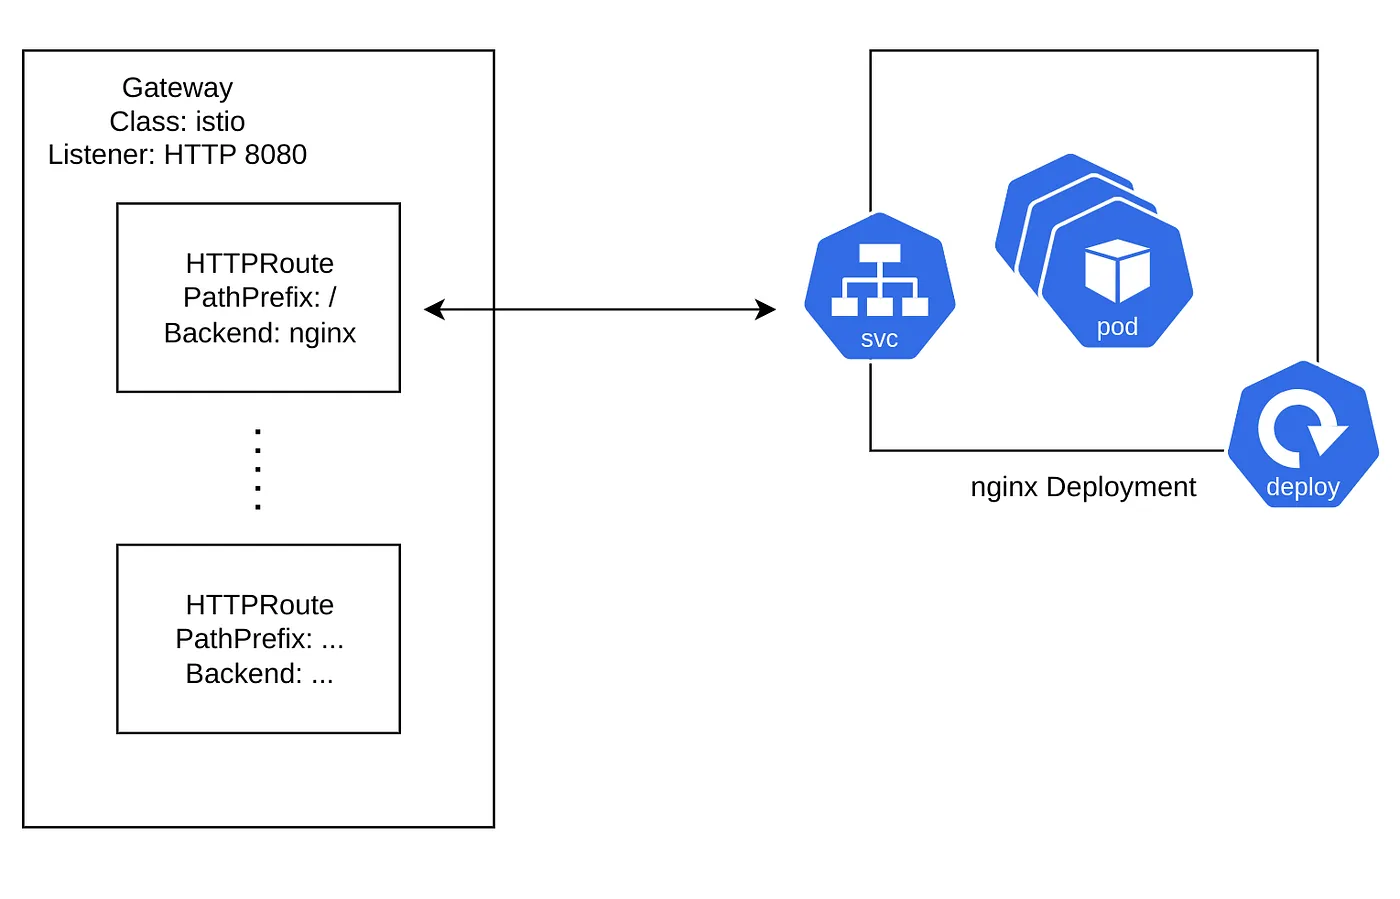 Gateway
Class: istio
Listener: HTTP 8080
HTTPRoute
PathPrefix: /
Backend: nginx
HTTPRoute
PathPrefix: ...
Backend: ...
svc
pod
deploy
nginx Deployment